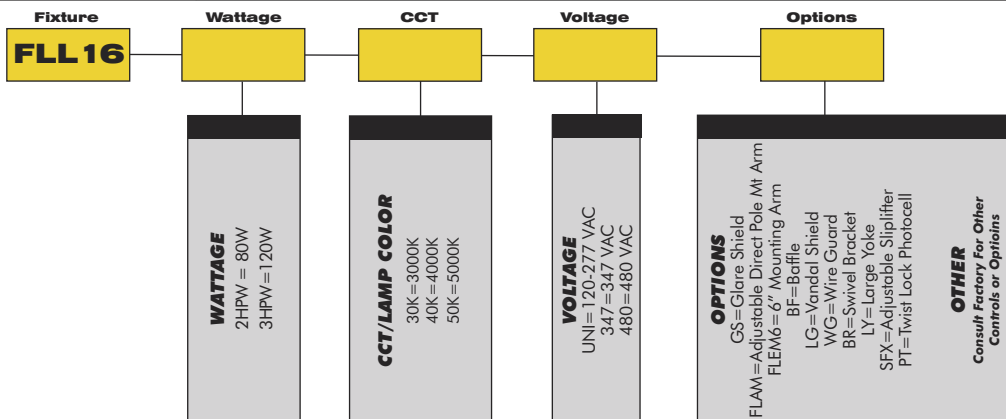 Fixture
Wattage
CCT
Voltage
Options
FLL16
WATTAGE
2HPW = 80W
3HPW=120W
CCT/LAMP COLOR
30K=3000K
40K=4000K
50K=5000K
VOLTAGE
UNI=120-277 VAC
347=347 VAC
480=480 VAC
OPTIONS
GS=Glare Shield
FLAM=Adjustable Direct Pole Mt Arm
FLEM6=6" Mounting Arm
BF=Baffle
LG=Vandal Shield
WG=Wire Guard
BR=Swivel Bracket
LY=Large Yoke
SFX=Adjustable Sliplifter
PT=Twist Lock Photocell
OTHER
Consult Factory For Other
Controls or Optioins